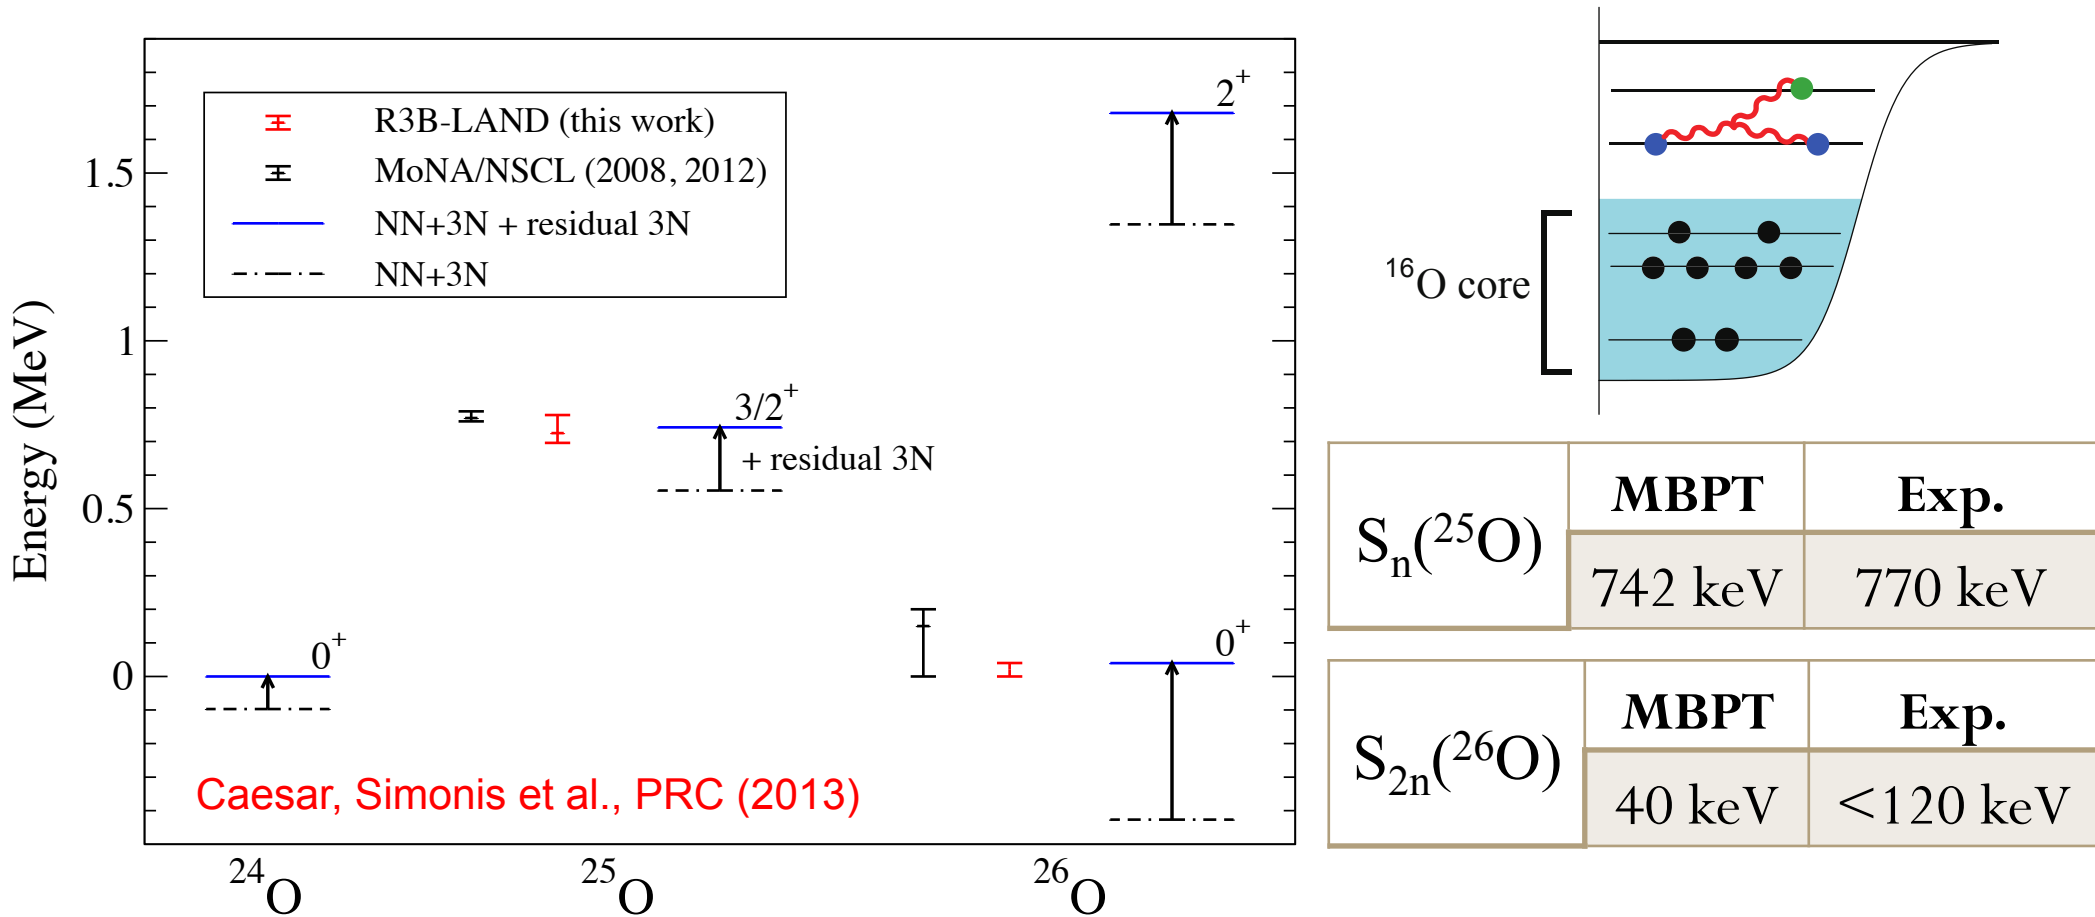 R3B-LAND (this work)
MoNA/NSCL (2008, 2012)
NN+3N + residual 3N
NN+3N
Energy (MeV)
1.5
1
0.5
0
0⁺
3/2⁺
+ residual 3N
2⁺
0⁺
Caesar, Simonis et al., PRC (2013)
²⁴O
²⁵O
²⁶O
¹⁶O core
Sₙ(²⁵O)
MBPT Exp.
742 keV 770 keV
S₂ₙ(²⁶O)
MBPT Exp.
40 keV <120 keV